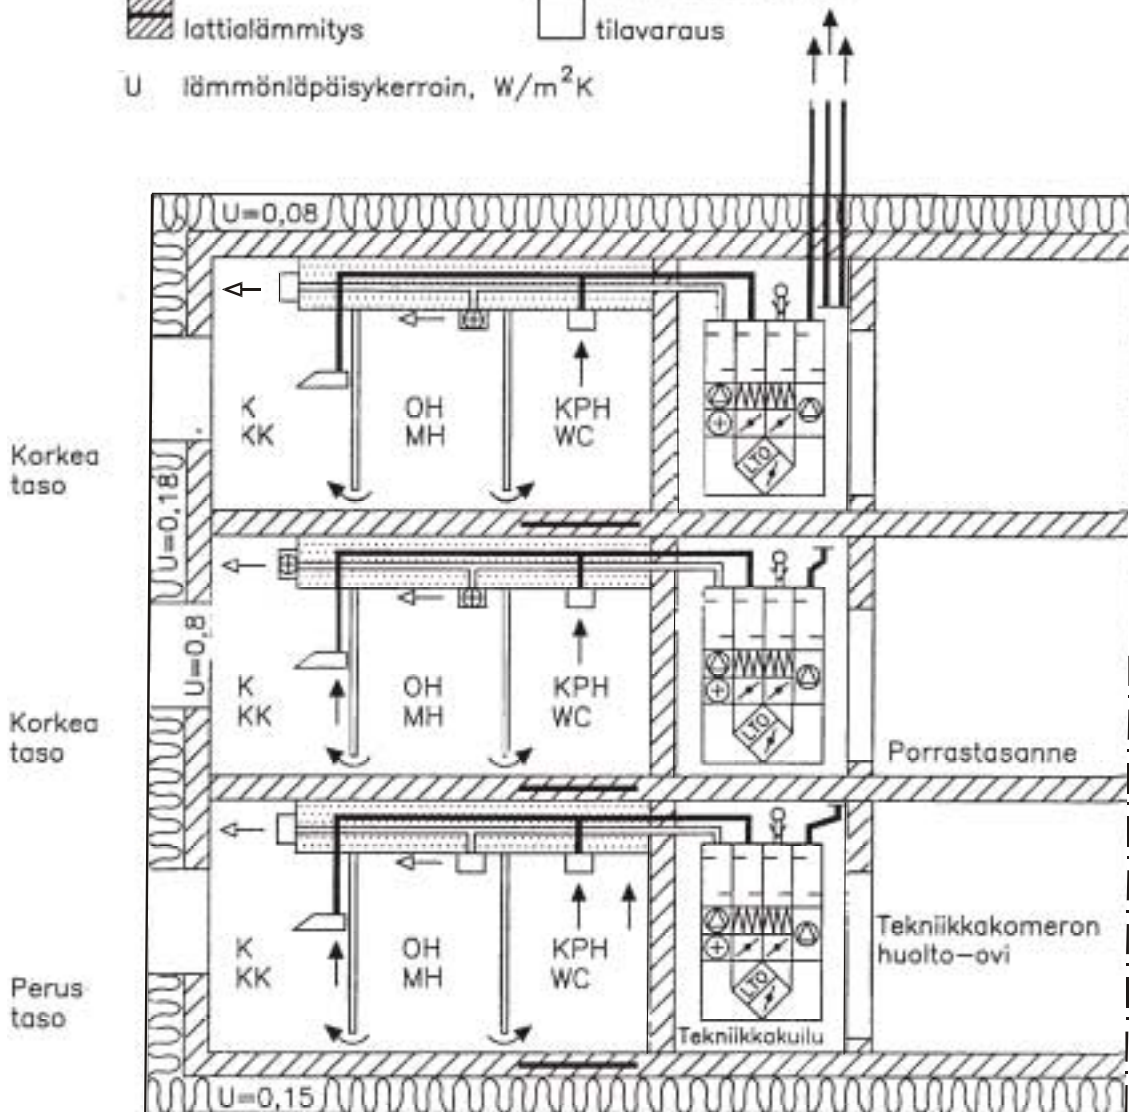 lattialämmitys
tilavaraus
U lämmönläpäisykerroin, W/m²K
U=0,08
K
KK
OH
MH
KPH
WC
LTO
Korkea
taso
U=0,18
U=0,8
K
KK
OH
MH
KPH
WC
LTO
Korkea
taso
Porrastasanne
K
KK
OH
MH
KPH
WC
LTO
Tekniikkakomeron
huolto-ovi
Perus
taso
Tekniikkakuilu
U=0,15